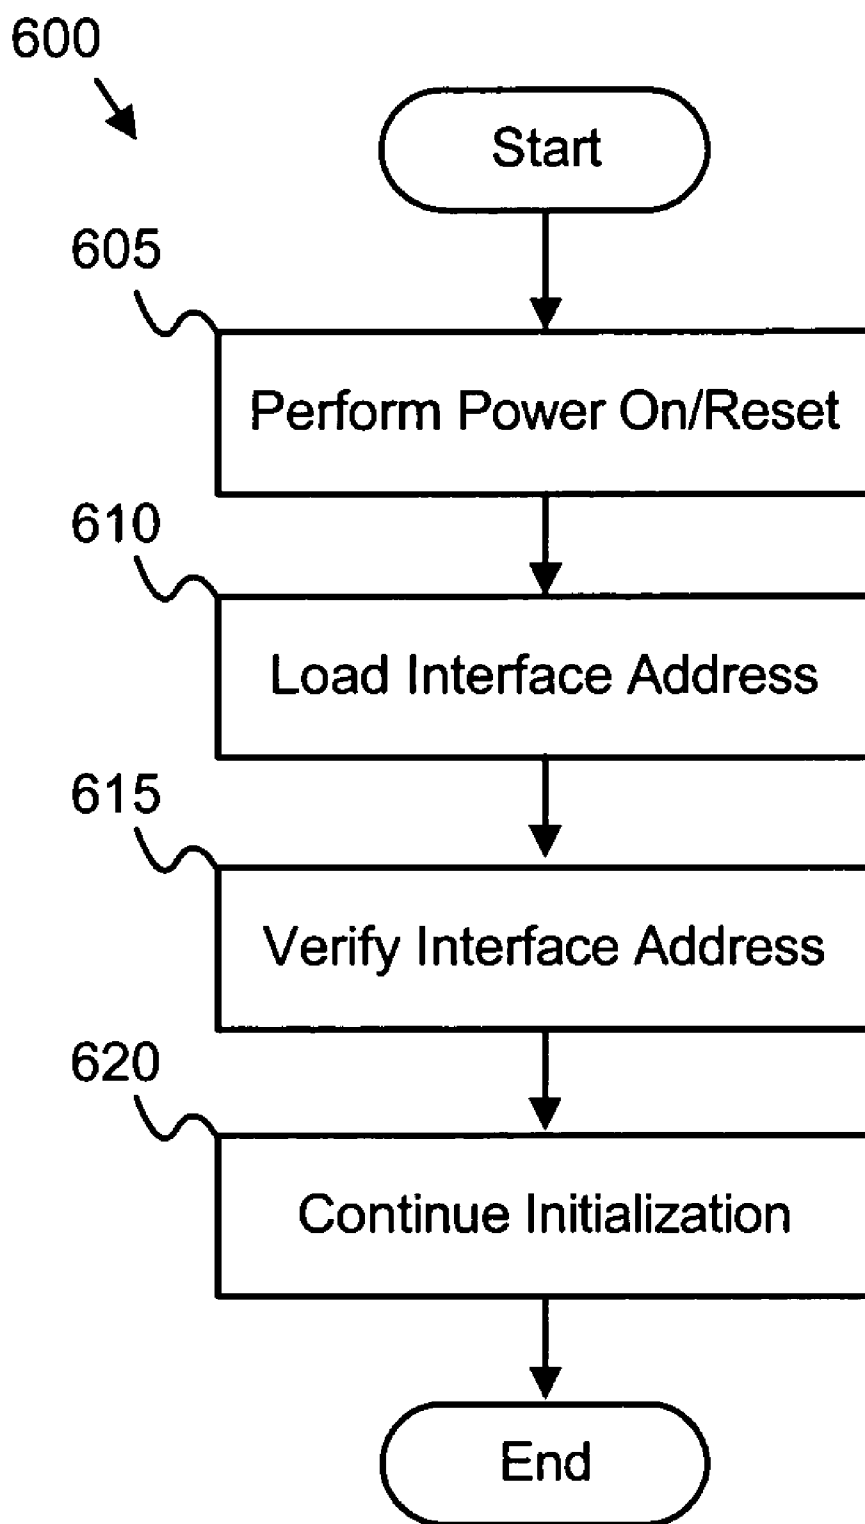 600
Start
605
Perform Power On/Reset
610
Load Interface Address
615
Verify Interface Address
620
Continue Initialization
End